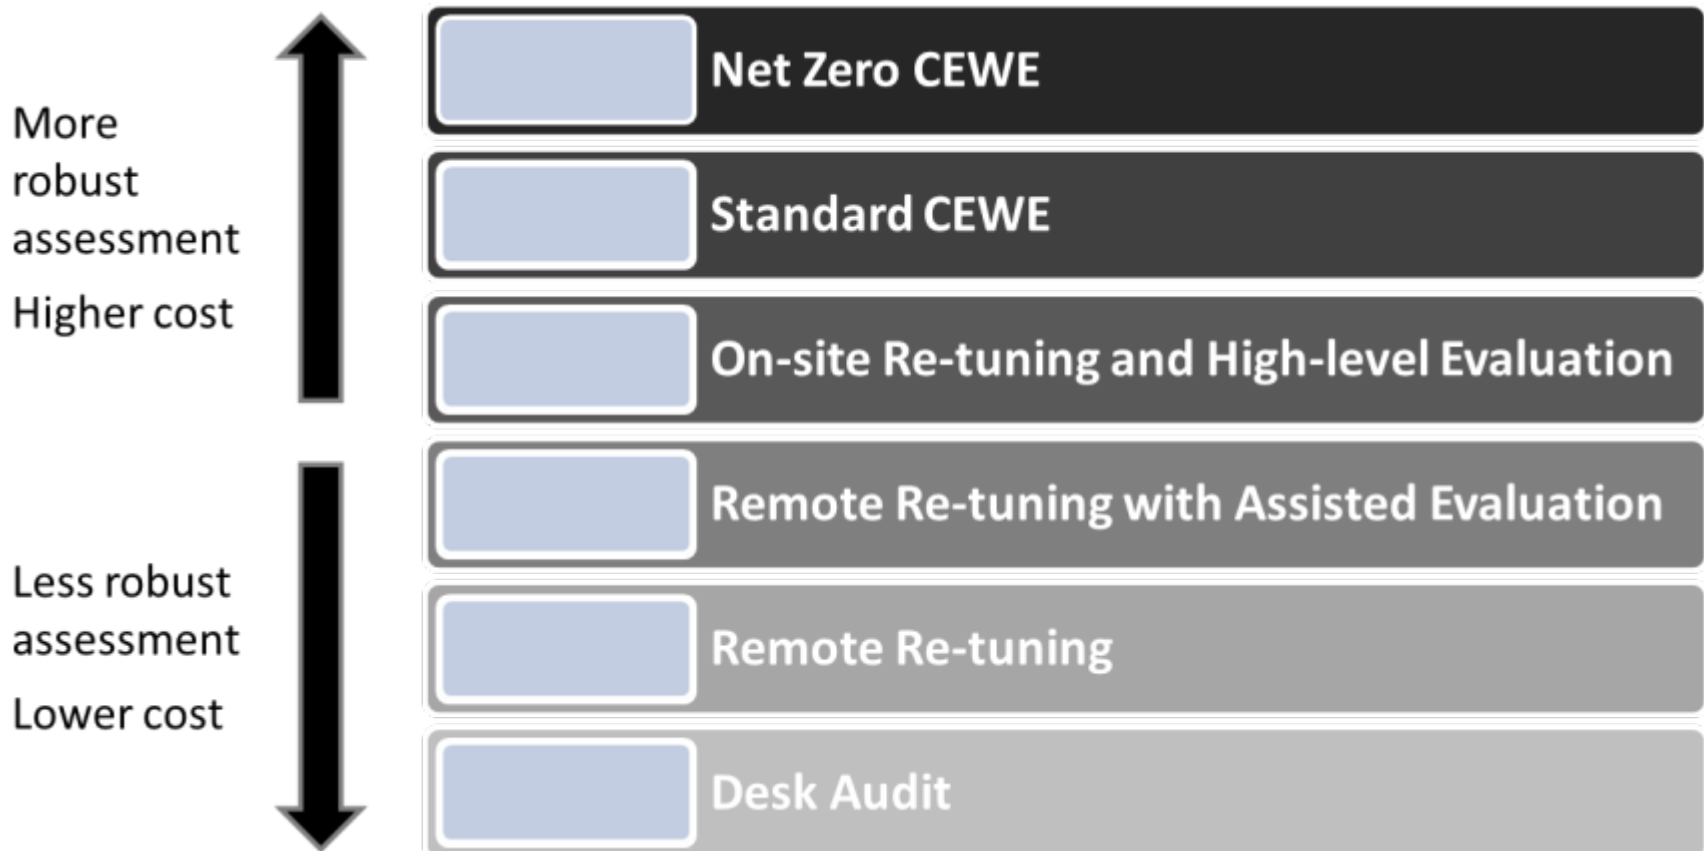 More
robust
assessment
Higher cost
Less robust
assessment
Lower cost
Net Zero CEWE
Standard CEWE
On-site Re-tuning and High-level Evaluation
Remote Re-tuning with Assisted Evaluation
Remote Re-tuning
Desk Audit